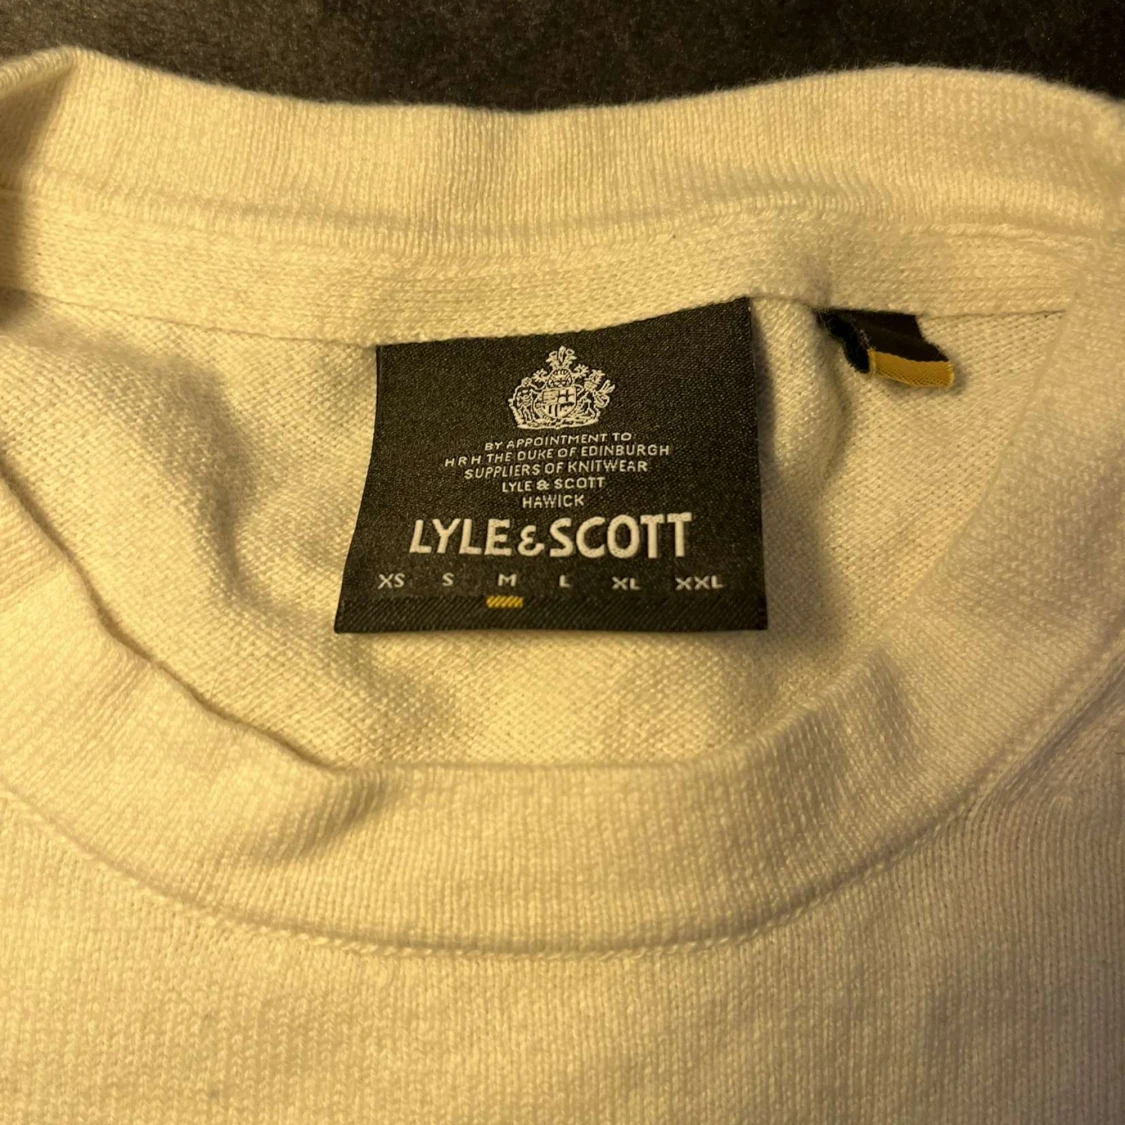 BY APPOINTMENT TO
H R H THE DUKE OF EDINBURGH
SUPPLIERS OF KNITWEAR
LYLE & SCOTT
HAWICK
LYLE & SCOTT
XS S M L XL XXL